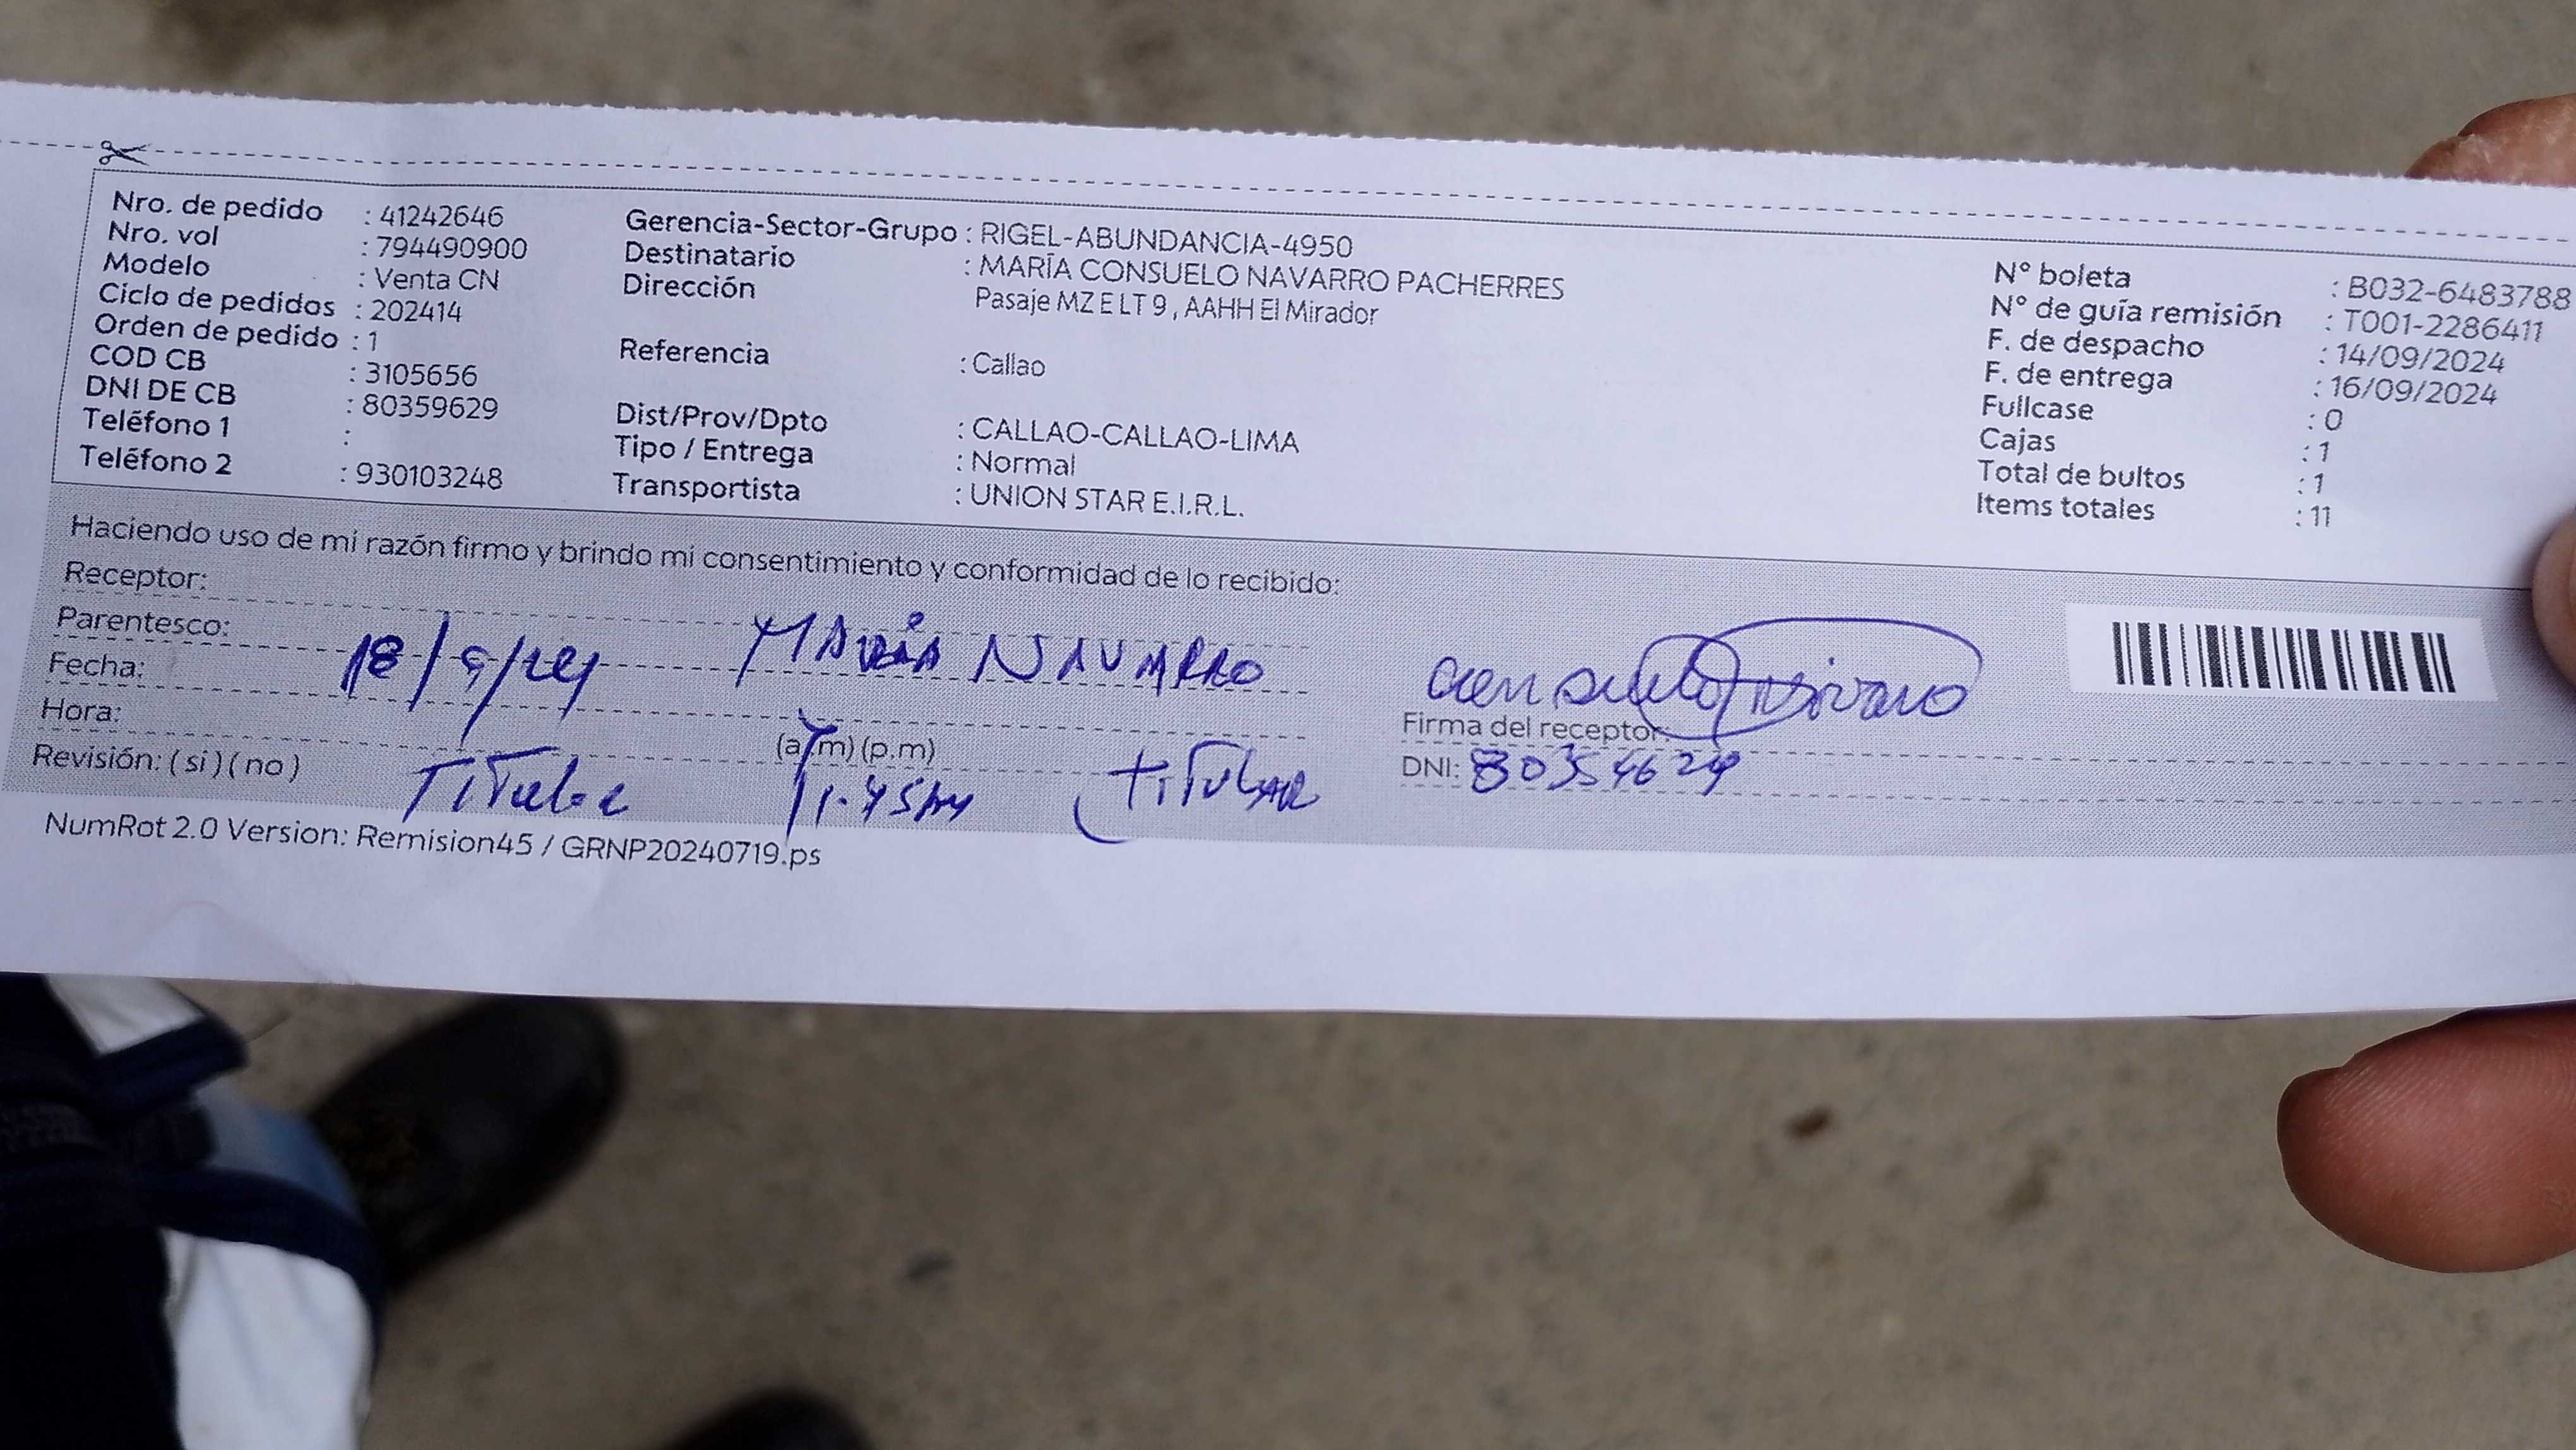 Nro. de pedido : 41242646
Nro. vol : 794490900
Modelo : Venta CN
Ciclo de pedidos : 202414
Orden de pedido : 1
COD CB : 3105656
DNI DE CB : 80359629
Teléfono 1 :
Teléfono 2 : 930103248
Gerencia-Sector-Grupo : RIGEL-ABUNDANCIA-4950
Destinatario : MARÍA CONSUELO NAVARRO PACHERRES
Dirección Pasaje MZ E LT 9 , AAHH El Mirador
Referencia : Callao
Dist/Prov/Dpto : CALLAO-CALLAO-LIMA
Tipo / Entrega : Normal
Transportista : UNION STAR E.I.R.L.
N° boleta : B032-6483788
N° de guía remisión : T001-2286411
F. de despacho : 14/09/2024
F. de entrega : 16/09/2024
Fullcase : 0
Cajas : 1
Total de bultos : 1
Items totales : 11
Haciendo uso de mi razón firmo y brindo mi consentimiento y conformidad de lo recibido:
Receptor:
Parentesco:
Fecha: 18/9/24 MARIA NAVARRO
Hora: (a.m) (p.m)
Revisión: ( si ) ( no ) 11.45AM TiTULAR
Firma del receptor:
DNI:
NumRot 2.0 Version: Remision45 / GRNP20240719.ps